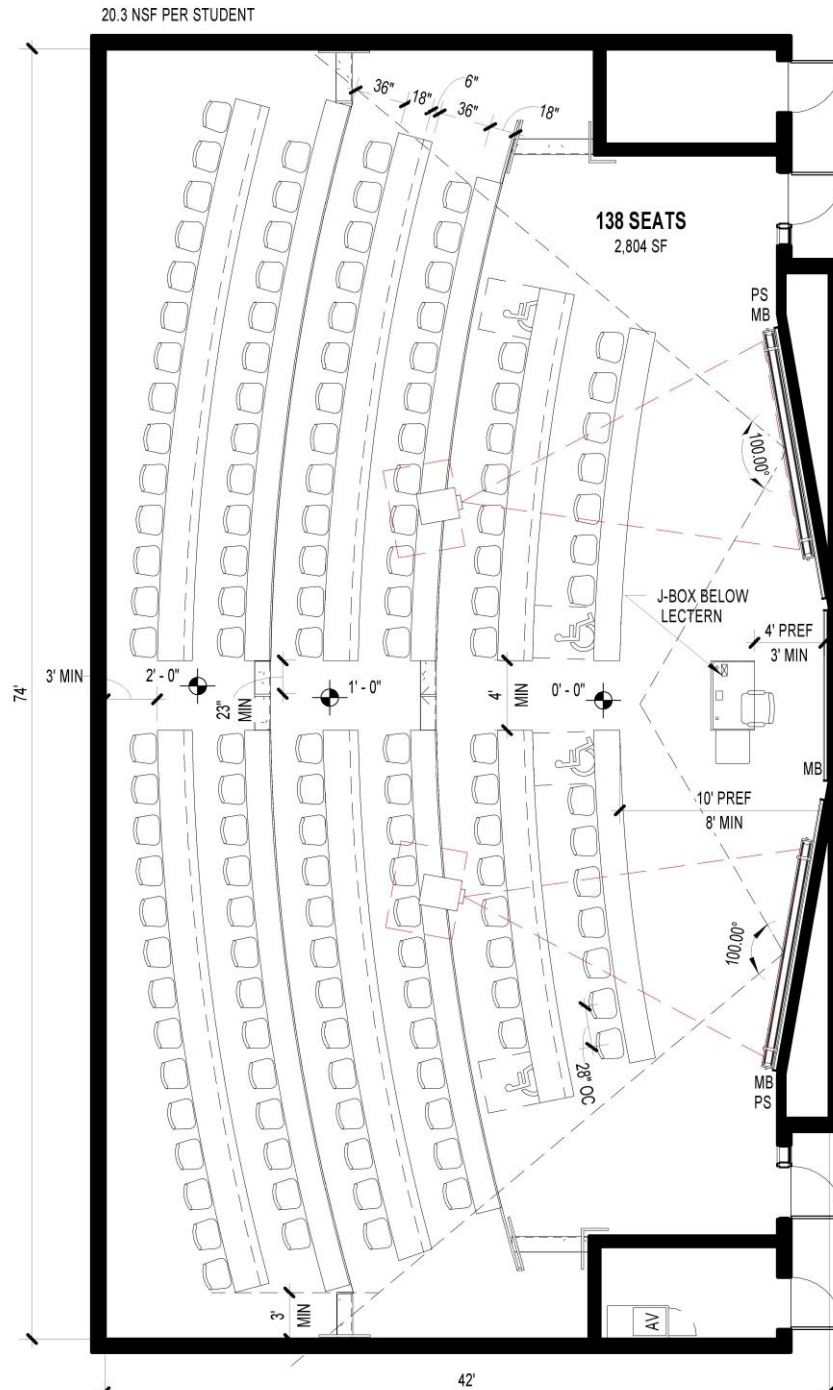 20.3 NSF PER STUDENT
36"
18"
6"
36"
18"
138 SEATS
2,804 SF
PS
MB
100.00°
J-BOX BELOW
LECTERN
4' PREF
3' MIN
74'
3' MIN
2' - 0"
23"
MIN
1' - 0"
4'
MIN
0' - 0"
MB
10' PREF
8' MIN
100.00°
28" OC
MB
PS
3'
MIN
AV
42'